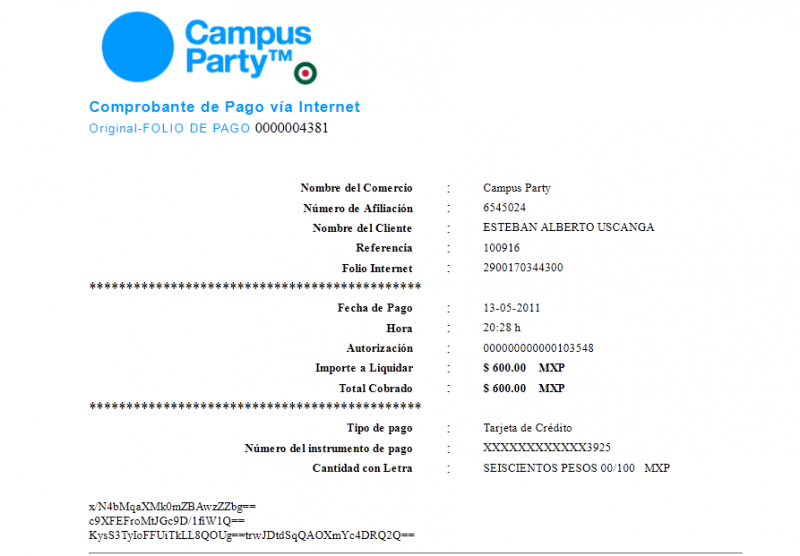 Campus
Party™
Comprobante de Pago vía Internet
Original-FOLIO DE PAGO 0000004381
Nombre del Comercio : Campus Party
Número de Afiliación : 6545024
Nombre del Cliente : ESTEBAN ALBERTO USCANGA
Referencia : 100916
Folio Internet : 2900170344300
**********************************************
Fecha de Pago : 13-05-2011
Hora : 20:28 h
Autorización : 000000000000103548
Importe a Liquidar : $ 600.00 MXP
Total Cobrado : $ 600.00 MXP
**********************************************
Tipo de pago : Tarjeta de Crédito
Número del instrumento de pago : XXXXXXXXXXXX3925
Cantidad con Letra : SEISCIENTOS PESOS 00/100 MXP
x/N4bMqaXMk0mZBAwzZZbg==
c9XFEFroMtJGc9D/1fiW1Q==
KysS3TyIoFFUiTkLL8QOUg==trwJDtdSqQAOXmYc4DRQ2Q==